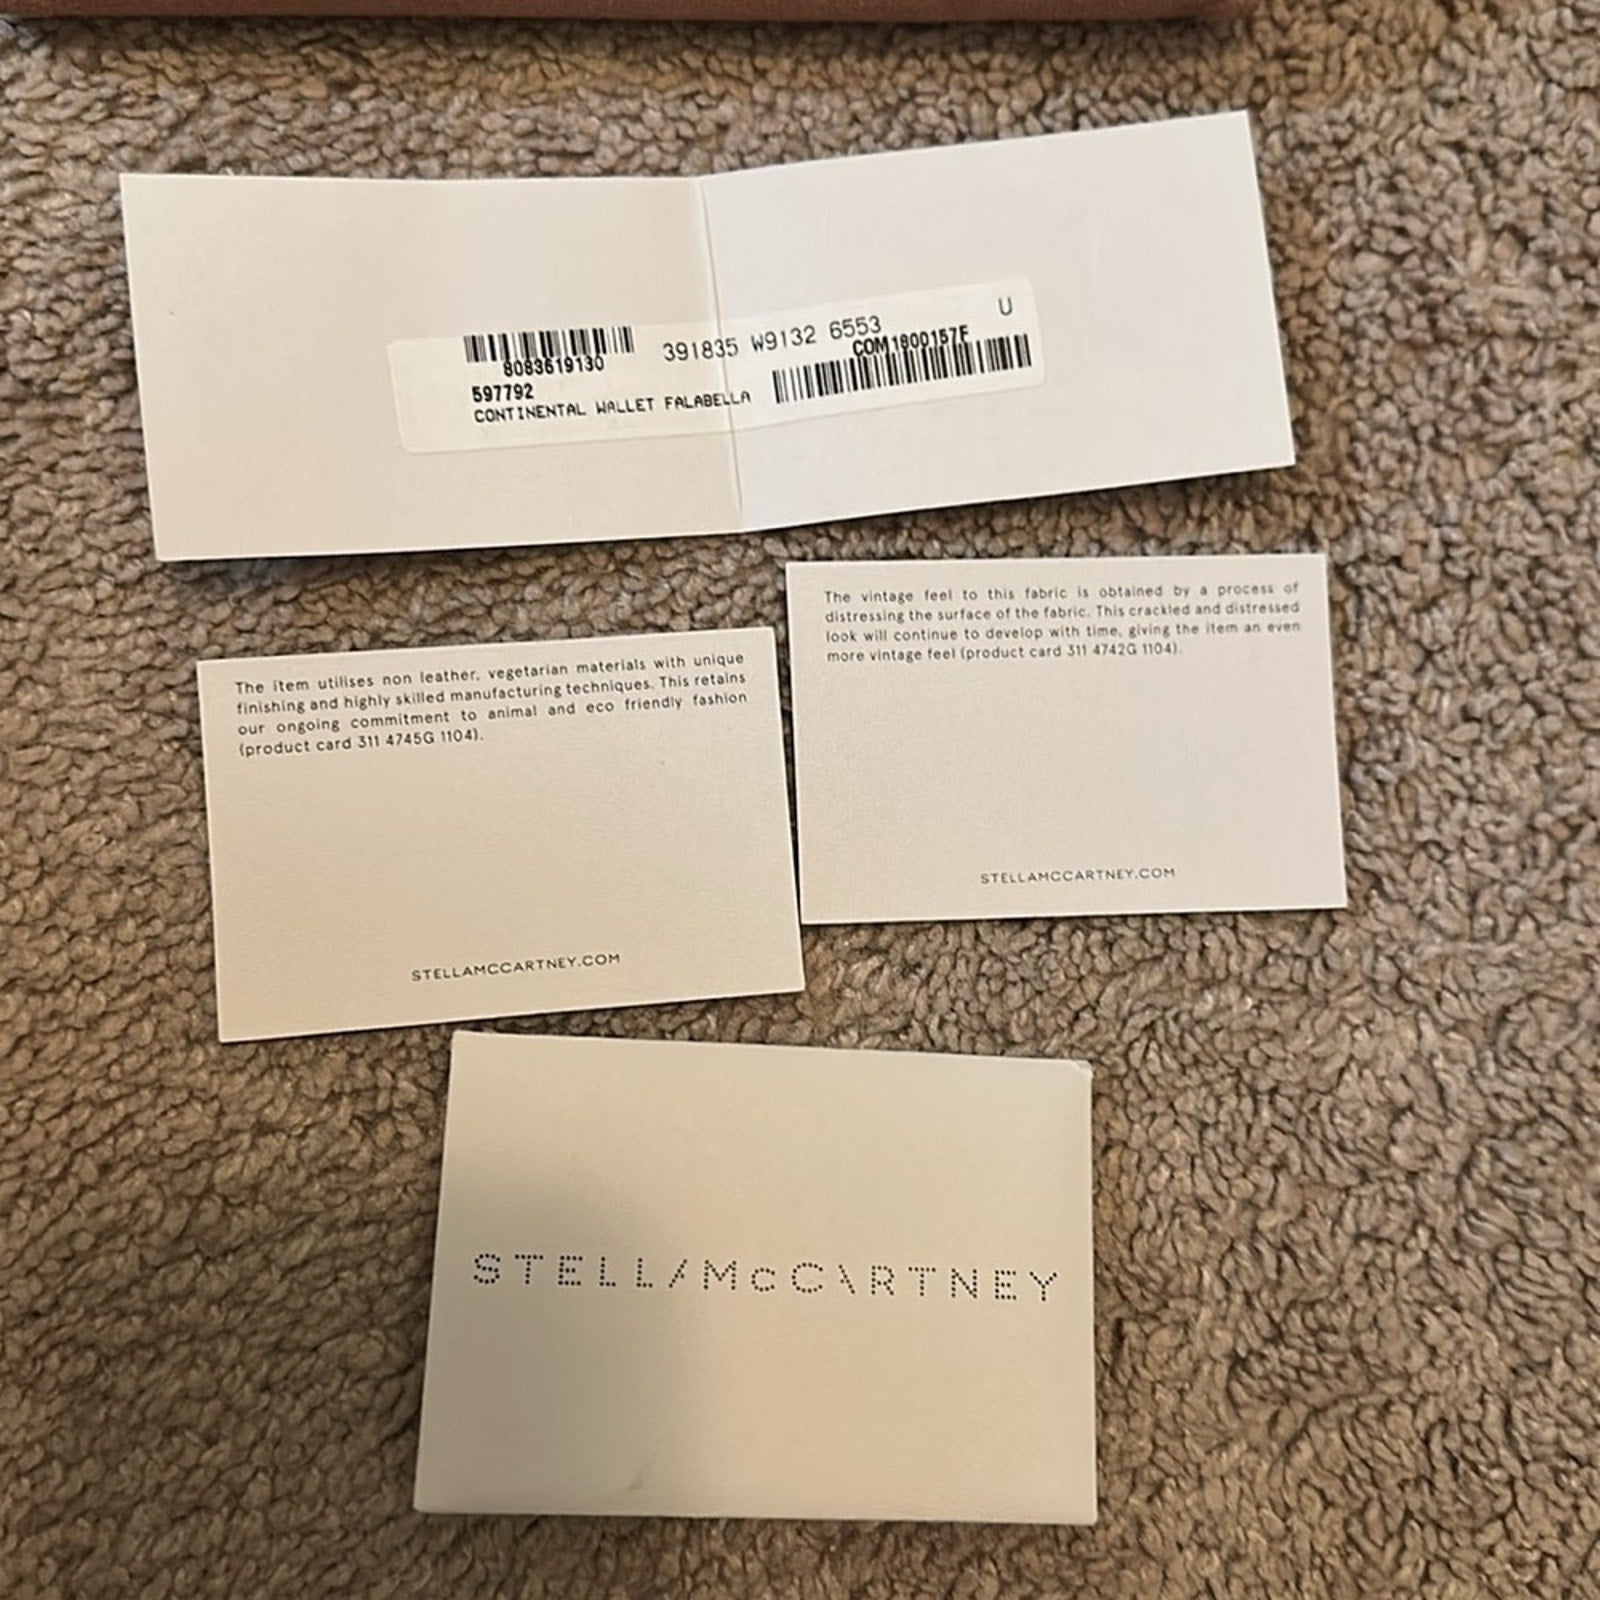 391835 W9132 6553 U
8083619130
COM1800157E
597792
CONTINENTAL WALLET FALABELLA
The vintage feel to this fabric is obtained by a process of
distressing the surface of the fabric. This crackled and distressed
look will continue to develop with time, giving the item an even
more vintage feel (product card 311 4742G 1104).
STELLAMCCARTNEY.COM
The item utilises non leather, vegetarian materials with unique
finishing and highly skilled manufacturing techniques. This retains
our ongoing commitment to animal and eco friendly fashion
(product card 311 4745G 1104).
STELLAMCCARTNEY.COM
STELLA McCARTNEY